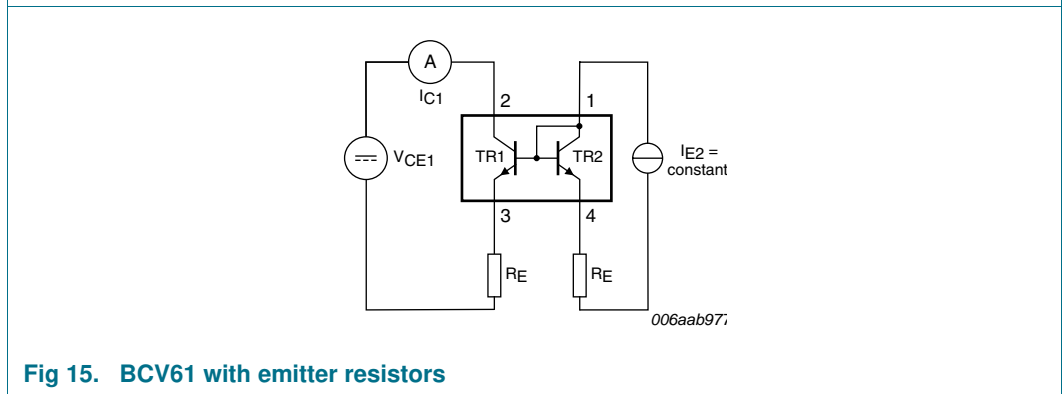 A
IC1
2
1
VCE1
TR1
TR2
IE2 =
constant
3
4
RE
RE
006aab977
Fig 15. BCV61 with emitter resistors